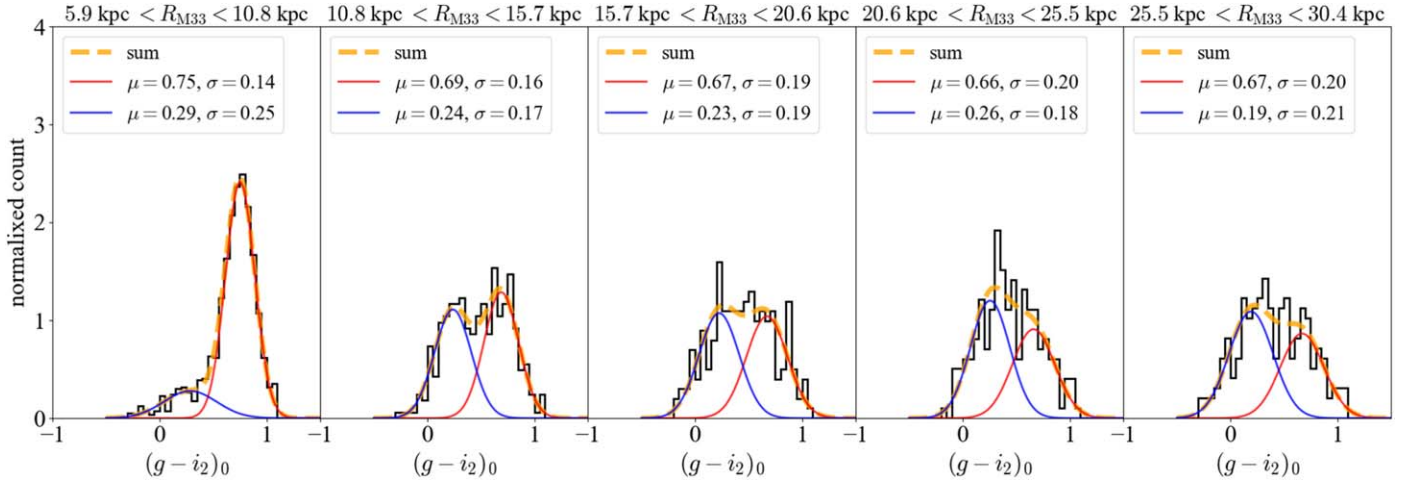 5.9 kpc < R_M33 < 10.8 kpc
10.8 kpc < R_M33 < 15.7 kpc
15.7 kpc < R_M33 < 20.6 kpc
20.6 kpc < R_M33 < 25.5 kpc
25.5 kpc < R_M33 < 30.4 kpc
normalixed count
4
3
2
1
0
sum
μ = 0.75, σ = 0.14
μ = 0.29, σ = 0.25
−1 0 1
(g − i₂)₀
sum
μ = 0.69, σ = 0.16
μ = 0.24, σ = 0.17
−1 0 1
(g − i₂)₀
sum
μ = 0.67, σ = 0.19
μ = 0.23, σ = 0.19
−1 0 1
(g − i₂)₀
sum
μ = 0.66, σ = 0.20
μ = 0.26, σ = 0.18
−1 0 1
(g − i₂)₀
sum
μ = 0.67, σ = 0.20
μ = 0.19, σ = 0.21
−1 0 1
(g − i₂)₀